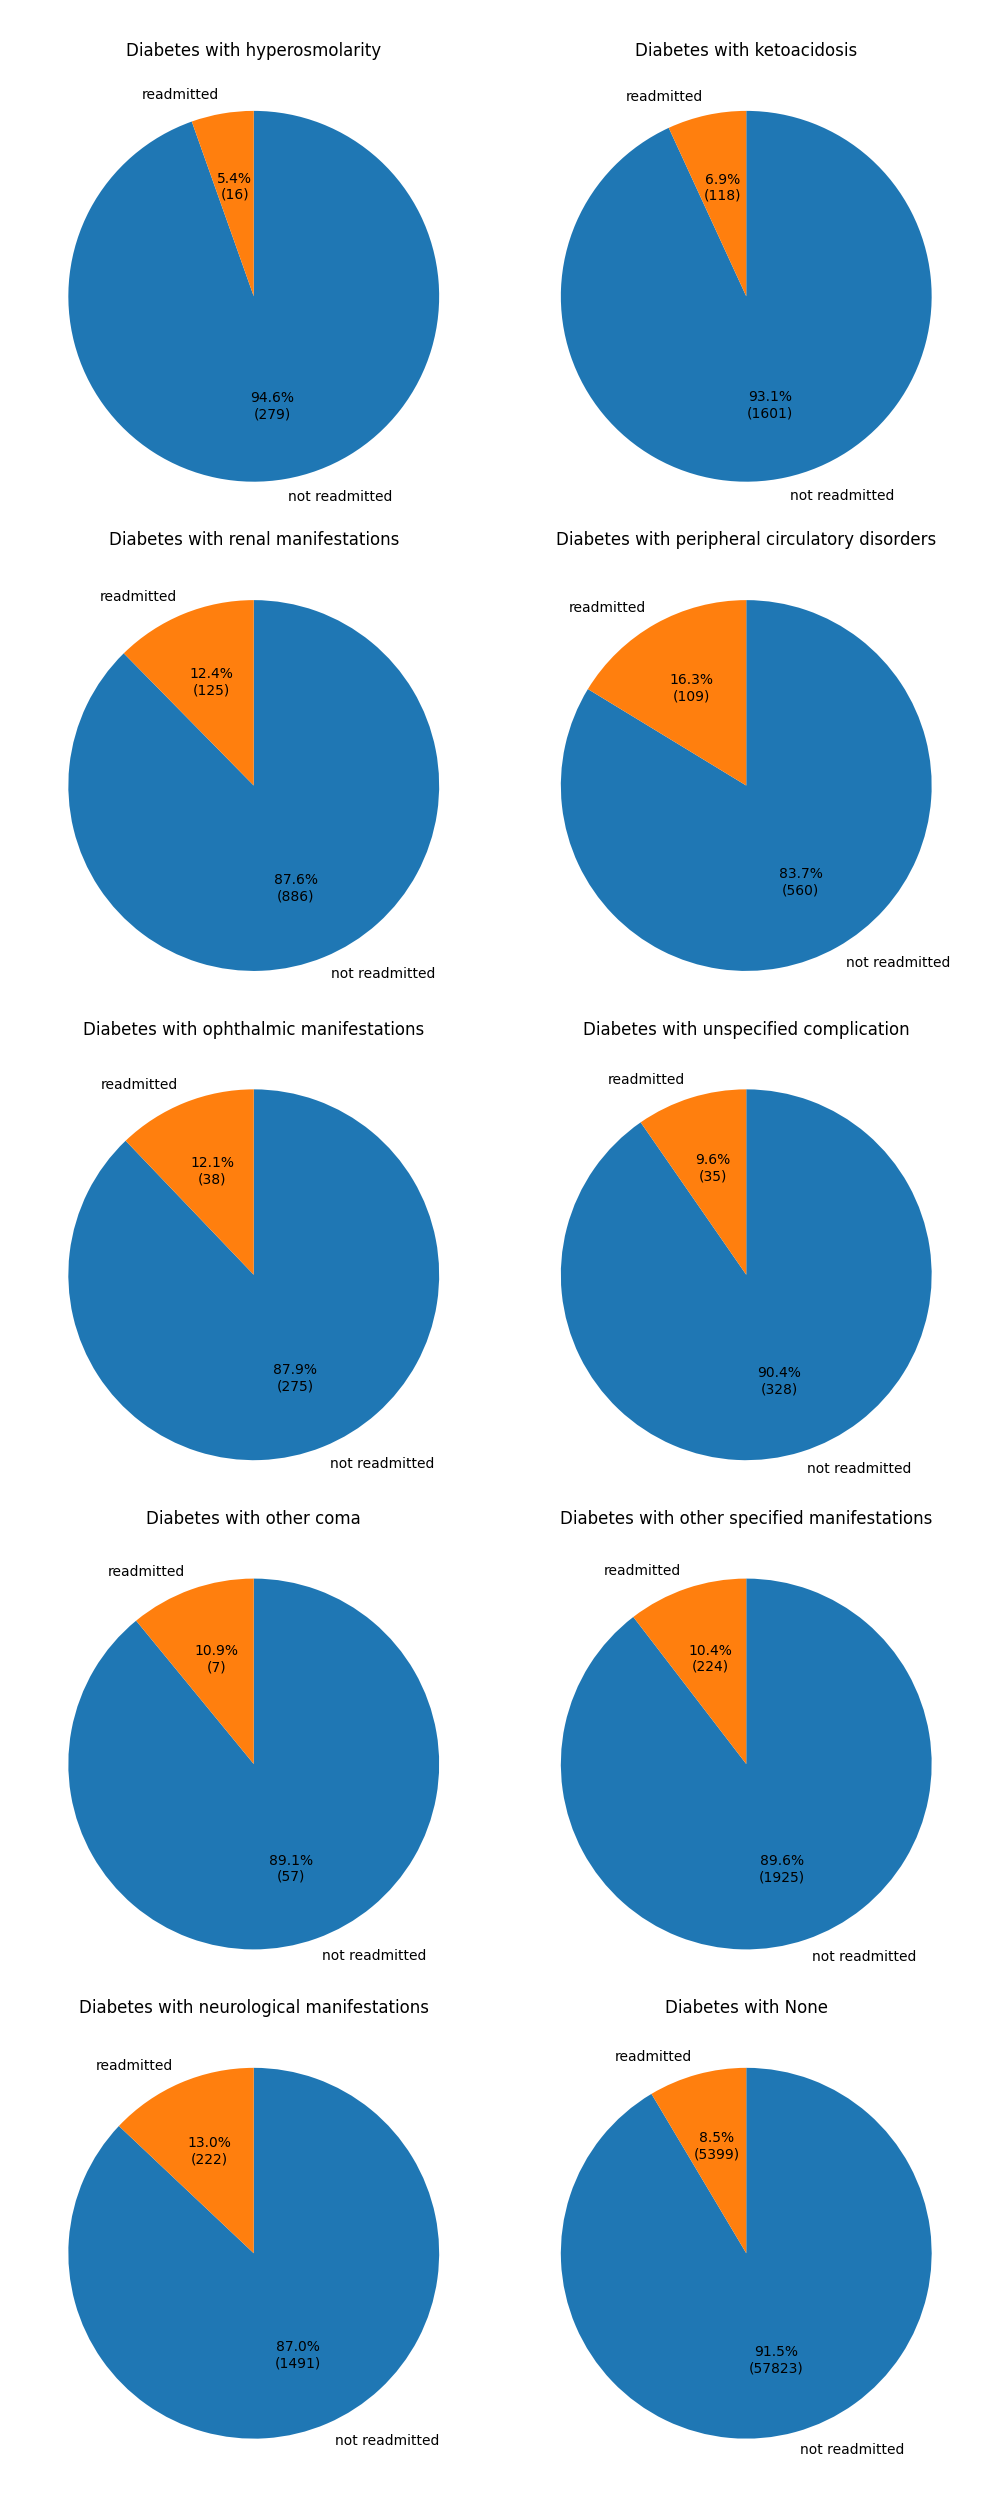 Diabetes with hyperosmolarity
readmitted
5.4%
(16)
94.6%
(279)
not readmitted
Diabetes with ketoacidosis
readmitted
6.9%
(118)
93.1%
(1601)
not readmitted
Diabetes with renal manifestations
readmitted
12.4%
(125)
87.6%
(886)
not readmitted
Diabetes with peripheral circulatory disorders
readmitted
16.3%
(109)
83.7%
(560)
not readmitted
Diabetes with ophthalmic manifestations
readmitted
12.1%
(38)
87.9%
(275)
not readmitted
Diabetes with unspecified complication
readmitted
9.6%
(35)
90.4%
(328)
not readmitted
Diabetes with other coma
readmitted
10.9%
(7)
89.1%
(57)
not readmitted
Diabetes with other specified manifestations
readmitted
10.4%
(224)
89.6%
(1925)
not readmitted
Diabetes with neurological manifestations
readmitted
13.0%
(222)
87.0%
(1491)
not readmitted
Diabetes with None
readmitted
8.5%
(5399)
91.5%
(57823)
not readmitted